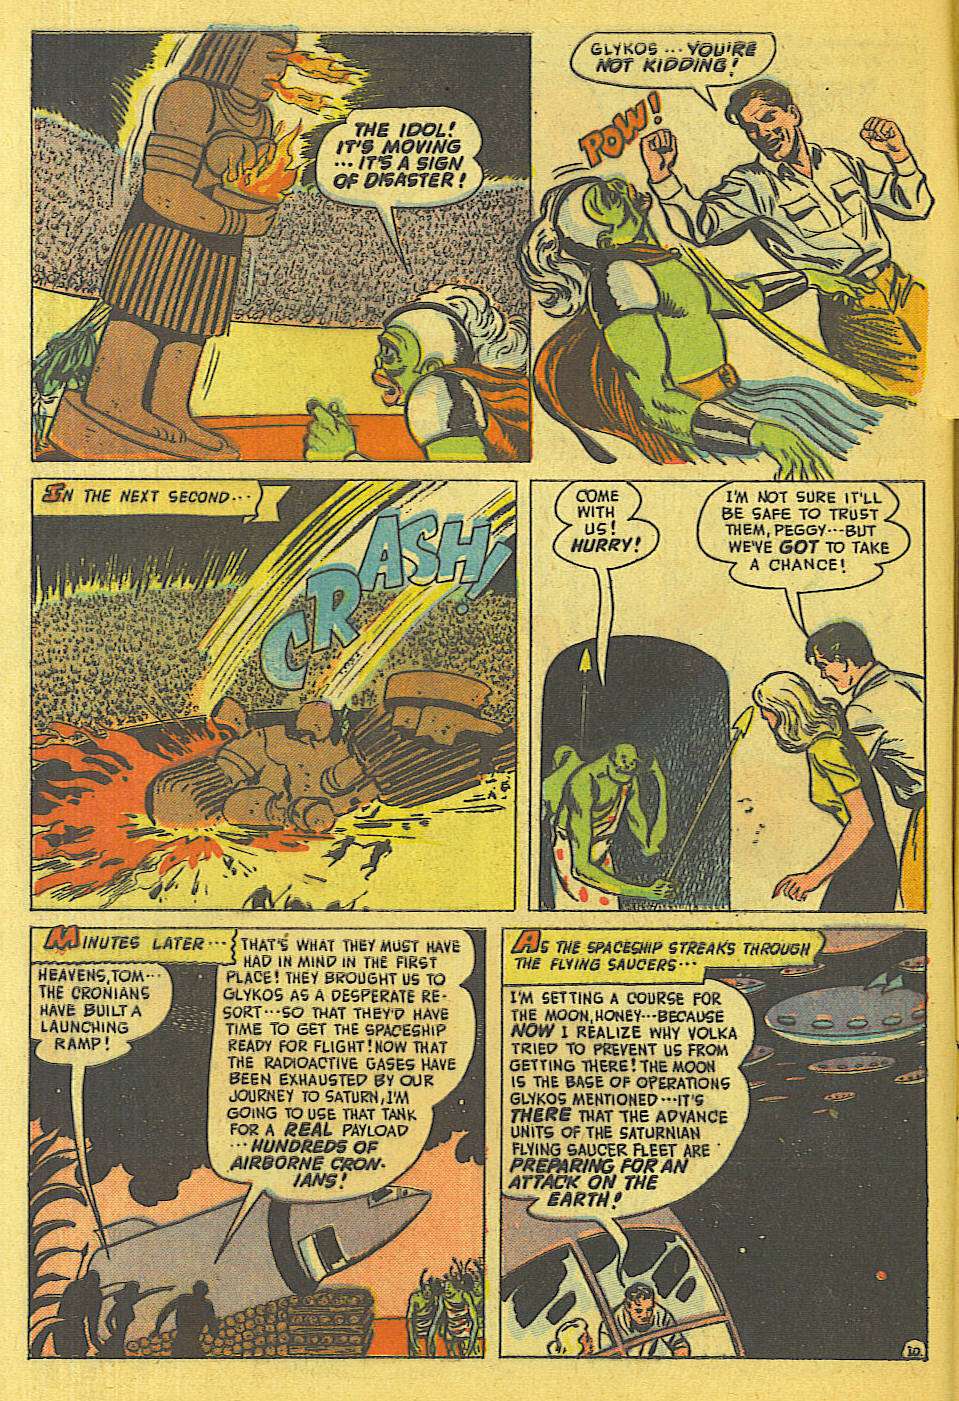 THE IDOL!
IT'S MOVING
...IT'S A SIGN
OF DISASTER!
GLYKOS...YOU'RE
NOT KIDDING!
POW!
IN THE NEXT SECOND...
CRASH!
COME
WITH
US!
HURRY!
I'M NOT SURE IT'LL
BE SAFE TO TRUST
THEM, PEGGY---BUT
WE'VE GOT TO TAKE
A CHANCE!
MINUTES LATER...
HEAVENS, TOM---
THE CRONIANS
HAVE BUILT A
LAUNCHING
RAMP!
THAT'S WHAT THEY MUST HAVE
HAD IN MIND IN THE FIRST
PLACE! THEY BROUGHT US TO
GLYKOS AS A DESPERATE RE-
SORT---SO THAT THEY'D HAVE
TIME TO GET THE SPACESHIP
READY FOR FLIGHT! NOW THAT
THE RADIOACTIVE GASES HAVE
BEEN EXHAUSTED BY OUR
JOURNEY TO SATURN, I'M
GOING TO USE THAT TANK
FOR A REAL PAYLOAD
...HUNDREDS OF
AIRBORNE CRON-
IANS!
AS THE SPACESHIP STREAKS THROUGH
THE FLYING SAUCERS---
I'M SETTING A COURSE FOR
THE MOON, HONEY---BECAUSE
NOW I REALIZE WHY VOLKA
TRIED TO PREVENT US FROM
GETTING THERE! THE MOON
IS THE BASE OF OPERATIONS
GLYKOS MENTIONED---IT'S
THERE THAT THE ADVANCE
UNITS OF THE SATURNIAN
FLYING SAUCER FLEET ARE
PREPARING FOR AN
ATTACK ON THE
EARTH!
10